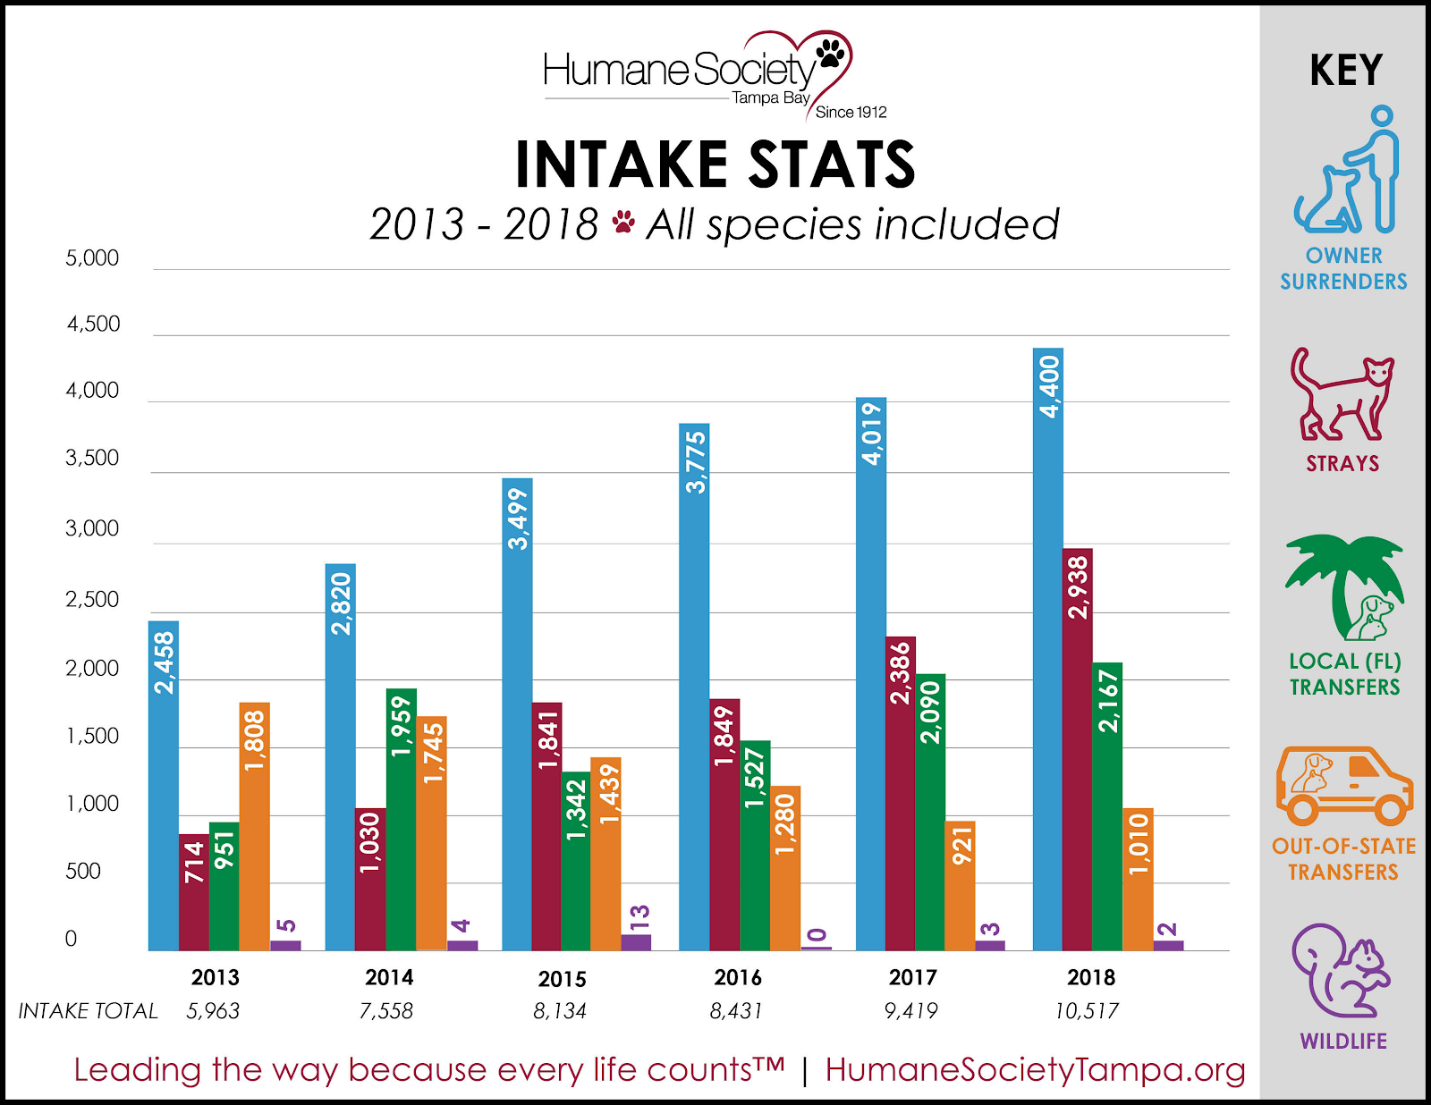 Humane Society
Tampa Bay
Since 1912
INTAKE STATS
2013 - 2018 All species included
5,000
4,500
4,000
3,500
3,000
2,500
2,000
1,500
1,000
500
0
2,458
714
951
1,808
5
2,820
1,030
1,959
1,745
4
3,499
1,841
1,342
1,439
13
3,775
1,849
1,527
1,280
0
4,019
2,386
2,090
921
3
4,400
2,938
2,167
1,010
2
2013 2014 2015 2016 2017 2018
INTAKE TOTAL 5,963 7,558 8,134 8,431 9,419 10,517
Leading the way because every life counts™ | HumaneSocietyTampa.org
KEY
OWNER
SURRENDERS
STRAYS
LOCAL (FL)
TRANSFERS
OUT-OF-STATE
TRANSFERS
WILDLIFE